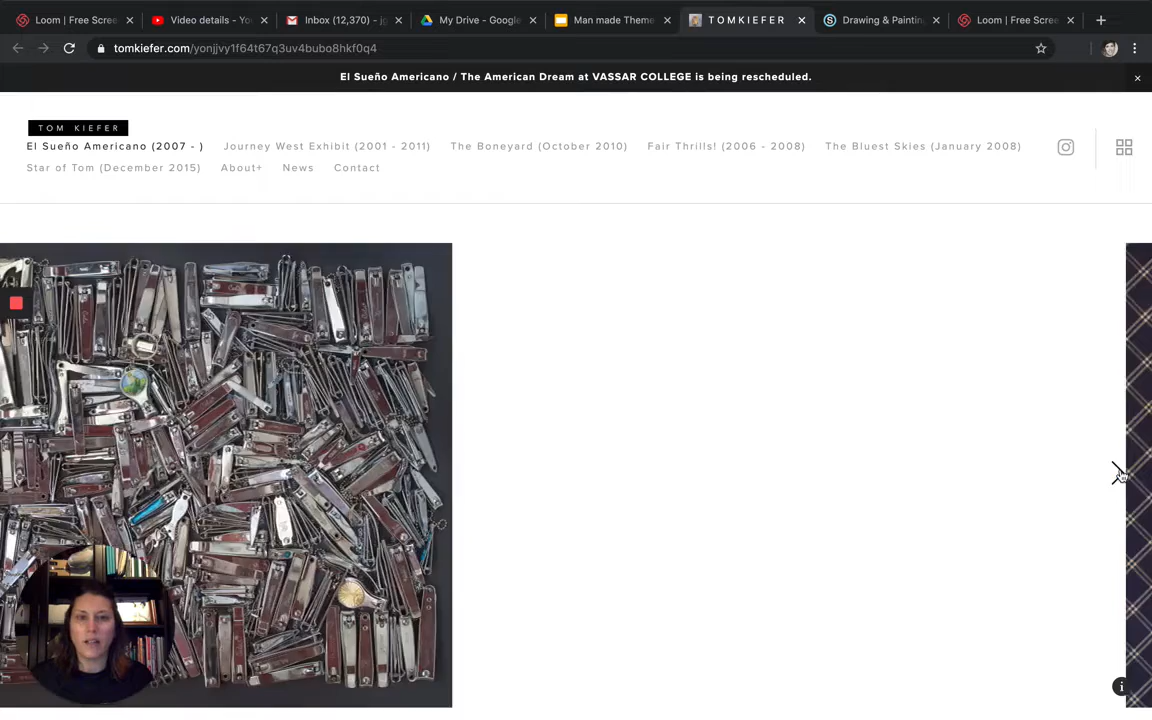 Loom | Free Scree
Video details - Yo
Inbox (12,370) - jg
My Drive - Google
Man made Theme
TOMKIEFER
Drawing & Paintin
Loom | Free Scree
tomkiefer.com/yonjjvy1f64t67q3uv4bubo8hkf0q4
El Sueño Americano / The American Dream at VASSAR COLLEGE is being rescheduled.
TOM KIEFER
El Sueño Americano (2007 - )
Journey West Exhibit (2001 - 2011)
The Boneyard (October 2010)
Fair Thrills! (2006 - 2008)
The Bluest Skies (January 2008)
Star of Tom (December 2015)
About+
News
Contact